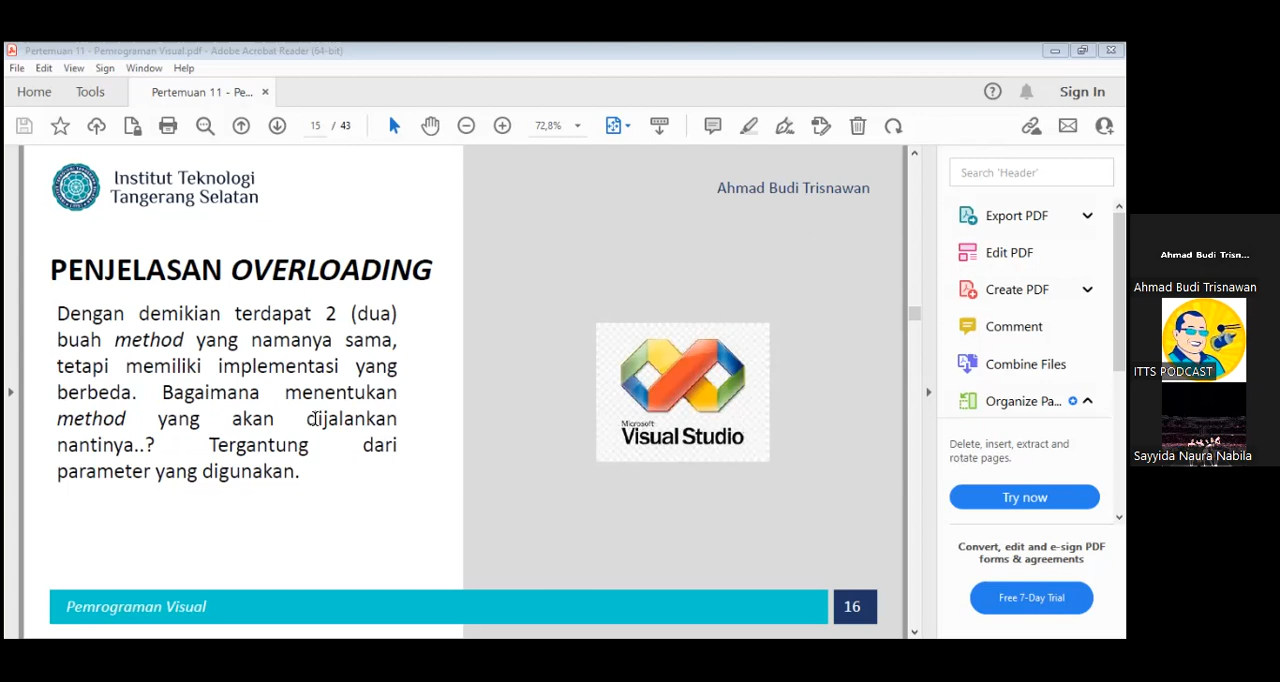 Pertemuan 11 - Pemrograman Visual.pdf - Adobe Acrobat Reader (64-bit)
File Edit View Sign Window Help
Home Tools Pertemuan 11 - Pe... × Sign In
15 / 43 72,8%
Institut Teknologi
Tangerang Selatan
Ahmad Budi Trisnawan
PENJELASAN OVERLOADING
Dengan demikian terdapat 2 (dua)
buah method yang namanya sama,
tetapi memiliki implementasi yang
berbeda. Bagaimana menentukan
method yang akan dijalankan
nantinya..? Tergantung dari
parameter yang digunakan.
Microsoft
Visual Studio
Pemrograman Visual
16
Search 'Header'
Export PDF
Edit PDF
Create PDF
Comment
Combine Files
Organize Pa...
Delete, insert, extract and
rotate pages.
Try now
Convert, edit and e-sign PDF
forms & agreements
Free 7-Day Trial
Ahmad Budi Trisn...
Ahmad Budi Trisnawan
ITTS PODCAST
Sayyida Naura Nabila